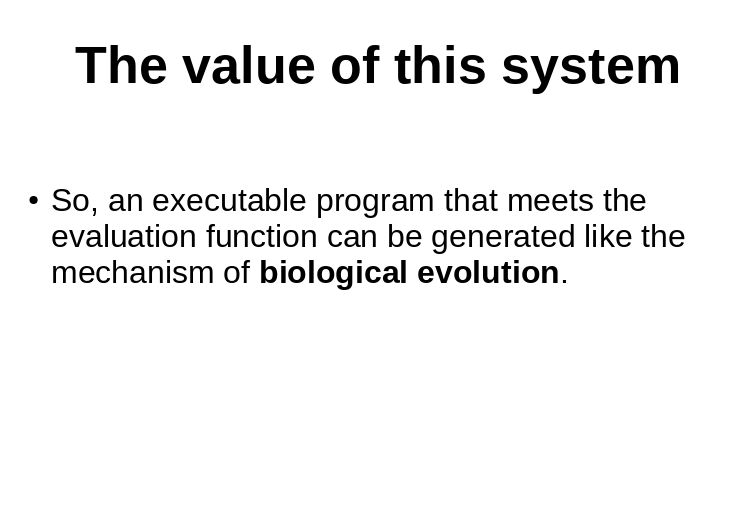 The value of this system
• So, an executable program that meets the
evaluation function can be generated like the
mechanism of biological evolution.